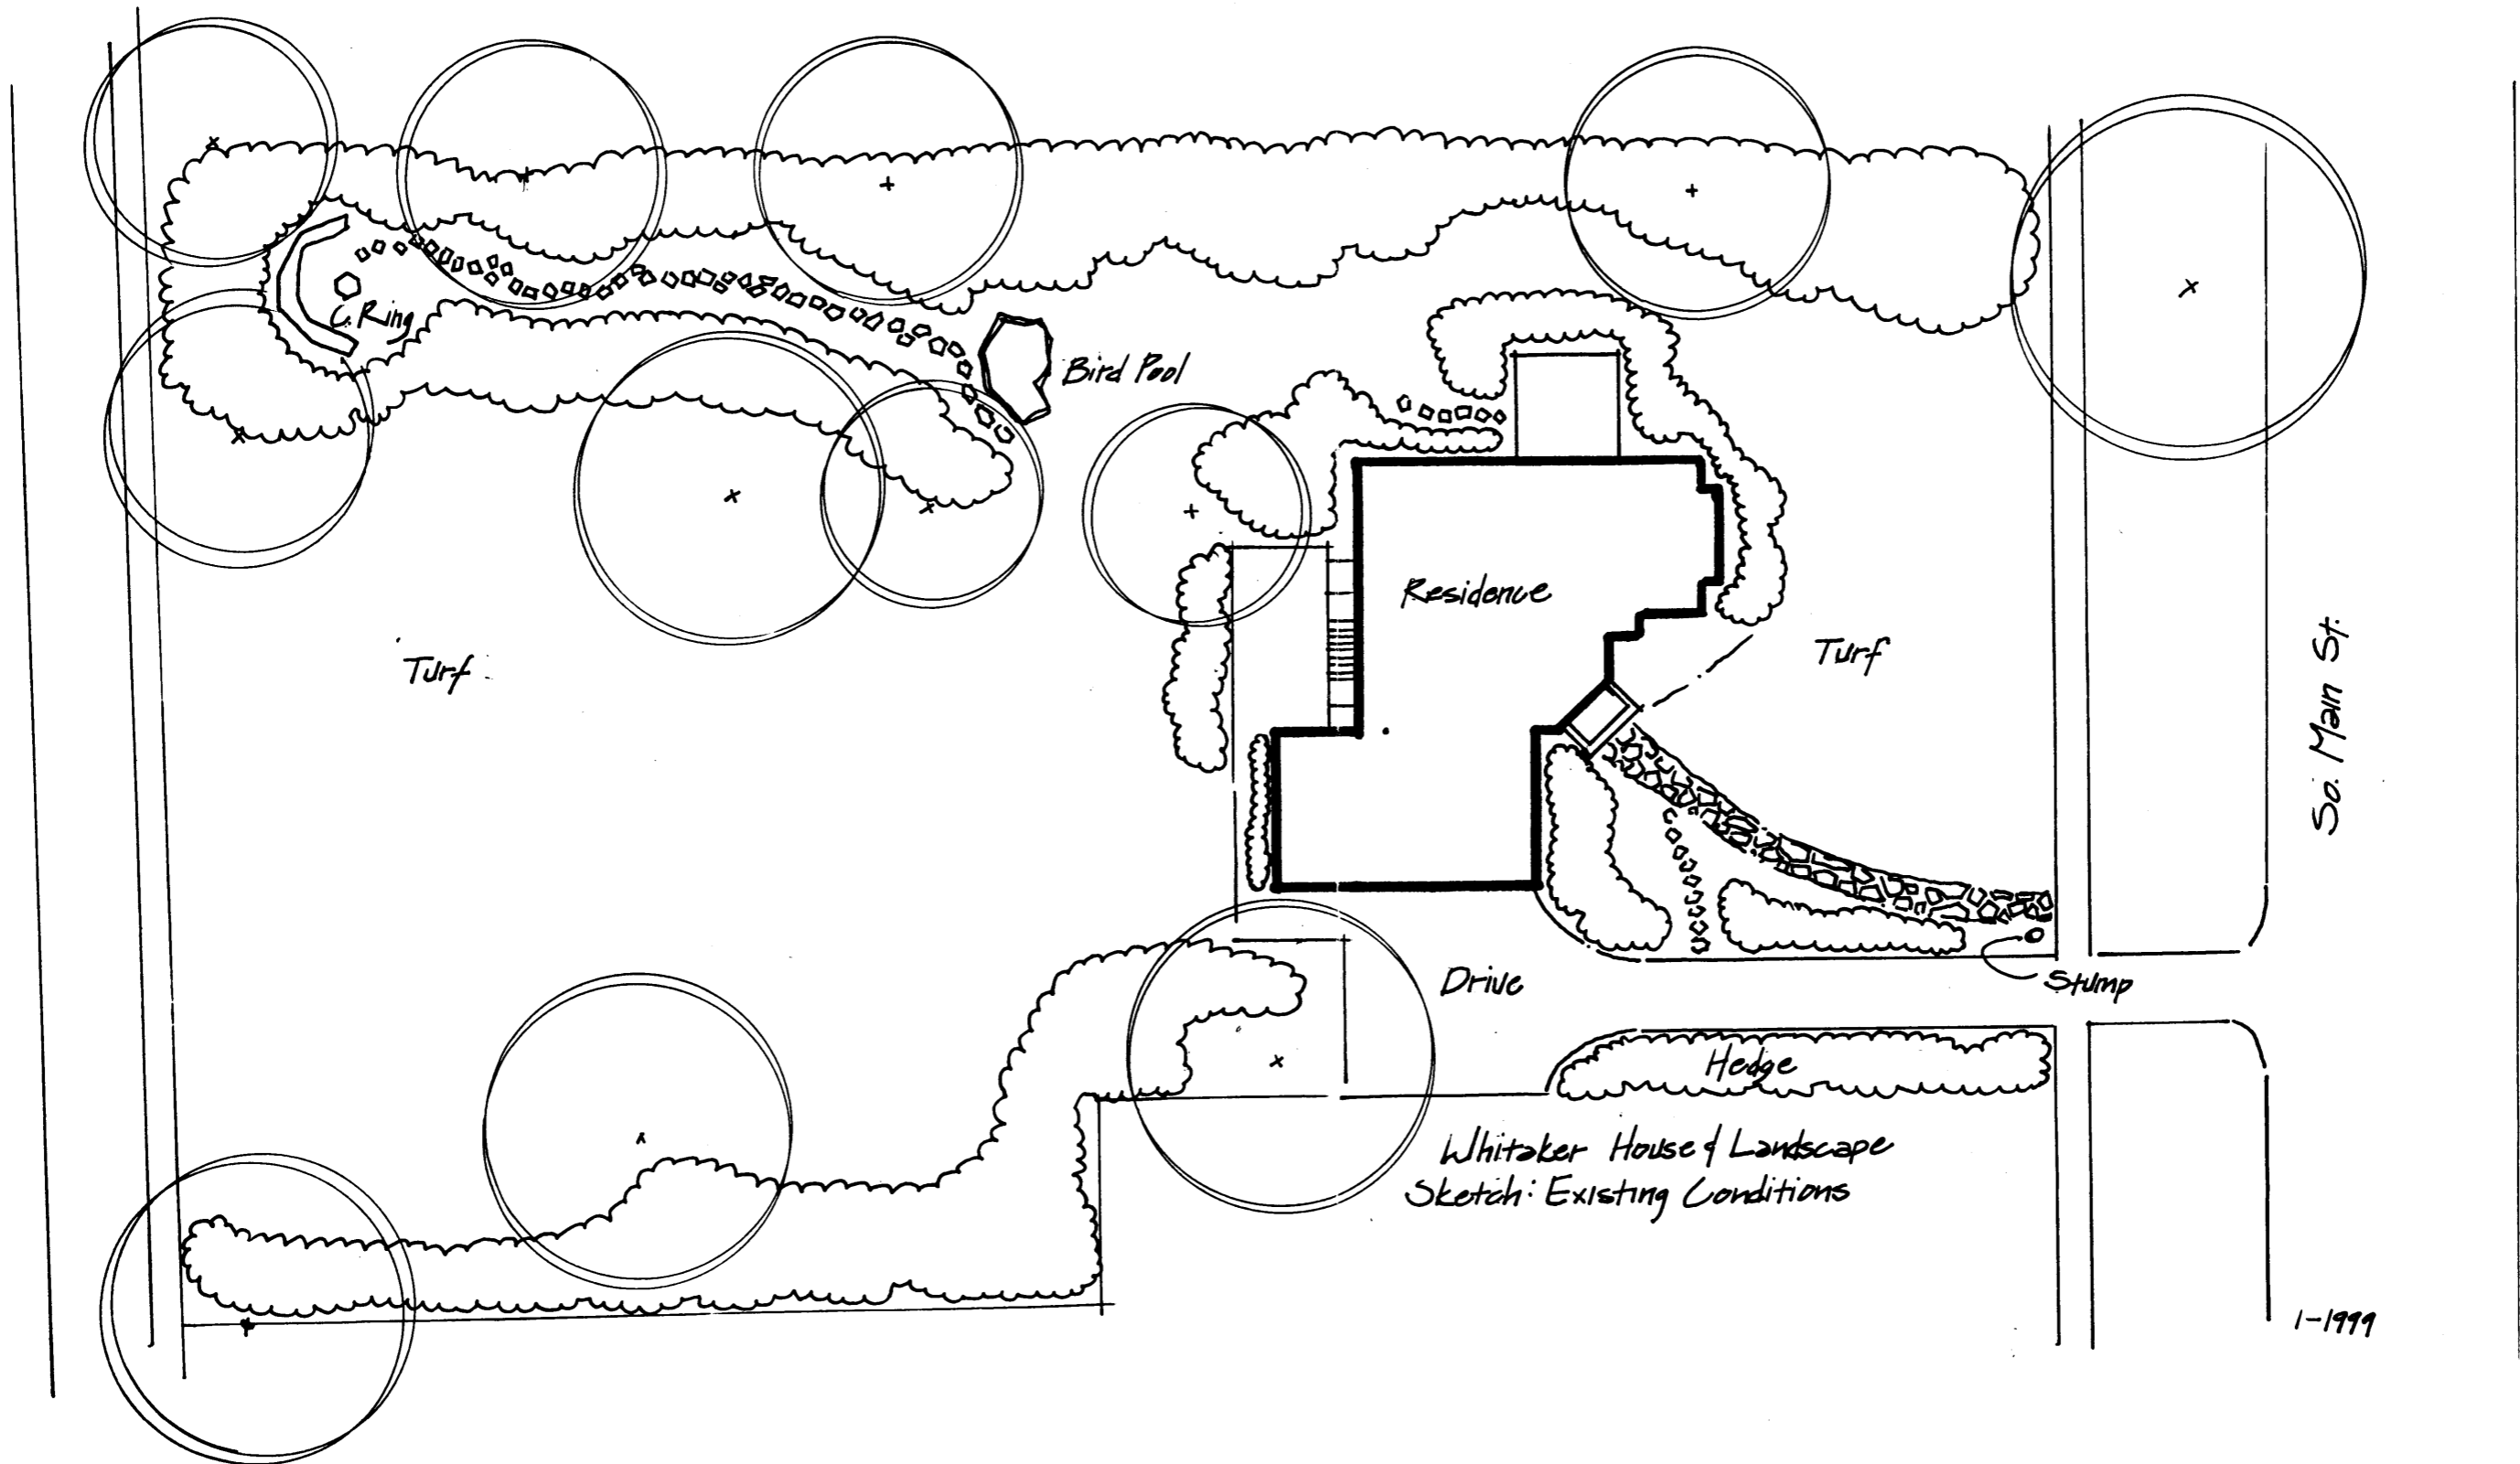 C. Ring
Bird Pool
Residence
Turf
Turf
So. Main St.
Drive
Stump
Hedge
Whitaker House & Landscape
Sketch: Existing Conditions
1-1999